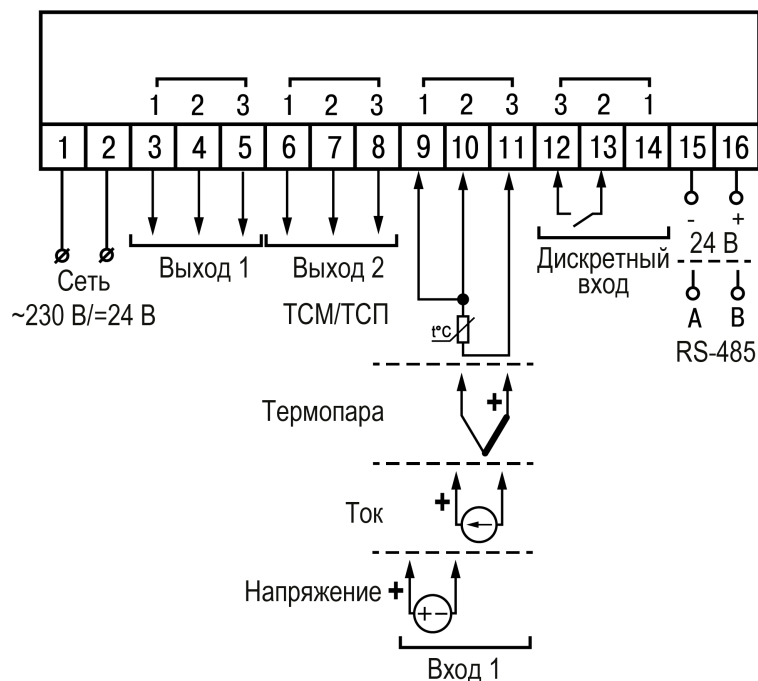 1 2 3 1 2 3 1 2 3 3 2 1
1 2 3 4 5 6 7 8 9 10 11 12 13 14 15 16
Сеть
~230 В/=24 В
Выход 1
Выход 2
ТСМ/ТСП
t°C
Дискретный
вход
- +
24 В
A B
RS-485
Термопара
+
Ток
+
Напряжение
+
+ -
Вход 1